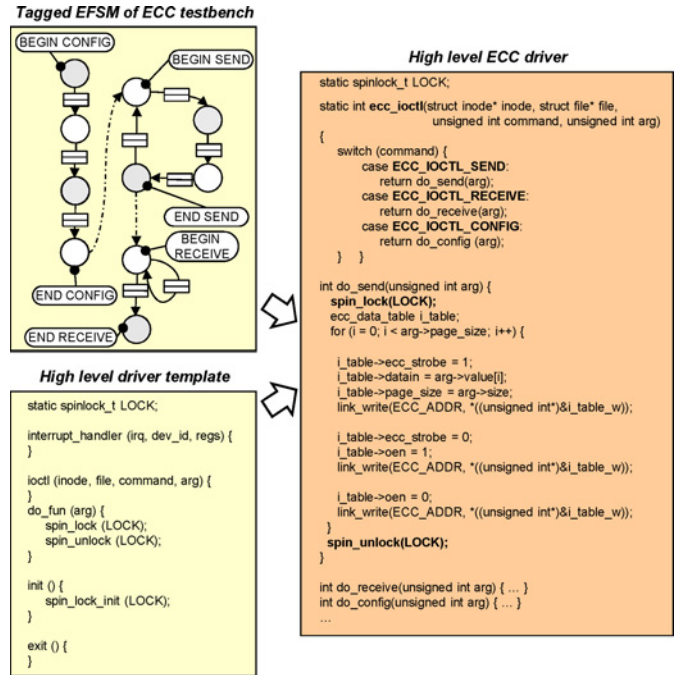 Tagged EFSM of ECC testbench
BEGIN CONFIG
BEGIN SEND
END SEND
BEGIN
RECEIVE
END CONFIG
END RECEIVE
High level driver template
static spinlock_t LOCK;
interrupt_handler (irq, dev_id, regs) {
}
ioctl (inode, file, command, arg) {
}
do_fun (arg) {
spin_lock (LOCK);
spin_unlock (LOCK);
}
init () {
spin_lock_init (LOCK);
}
exit () {
}
High level ECC driver
static spinlock_t LOCK;
static int ecc_ioctl(struct inode* inode, struct file* file,
unsigned int command, unsigned int arg)
{
switch (command) {
case ECC_IOCTL_SEND:
return do_send(arg);
case ECC_IOCTL_RECEIVE:
return do_receive(arg);
case ECC_IOCTL_CONFIG:
return do_config (arg);
} }
int do_send(unsigned int arg) {
spin_lock(LOCK);
ecc_data_table i_table;
for (i = 0; i < arg->page_size; i++) {
i_table->ecc_strobe = 1;
i_table->datain = arg->value[i];
i_table->page_size = arg->size;
link_write(ECC_ADDR, *((unsigned int*)&i_table_w));
i_table->ecc_strobe = 0;
i_table->oen = 1;
link_write(ECC_ADDR, *((unsigned int*)&i_table_w));
i_table->oen = 0;
link_write(ECC_ADDR, *((unsigned int*)&i_table_w));
}
spin_unlock(LOCK);
}
int do_receive(unsigned int arg) { ... }
int do_config(unsigned int arg) { ... }
...